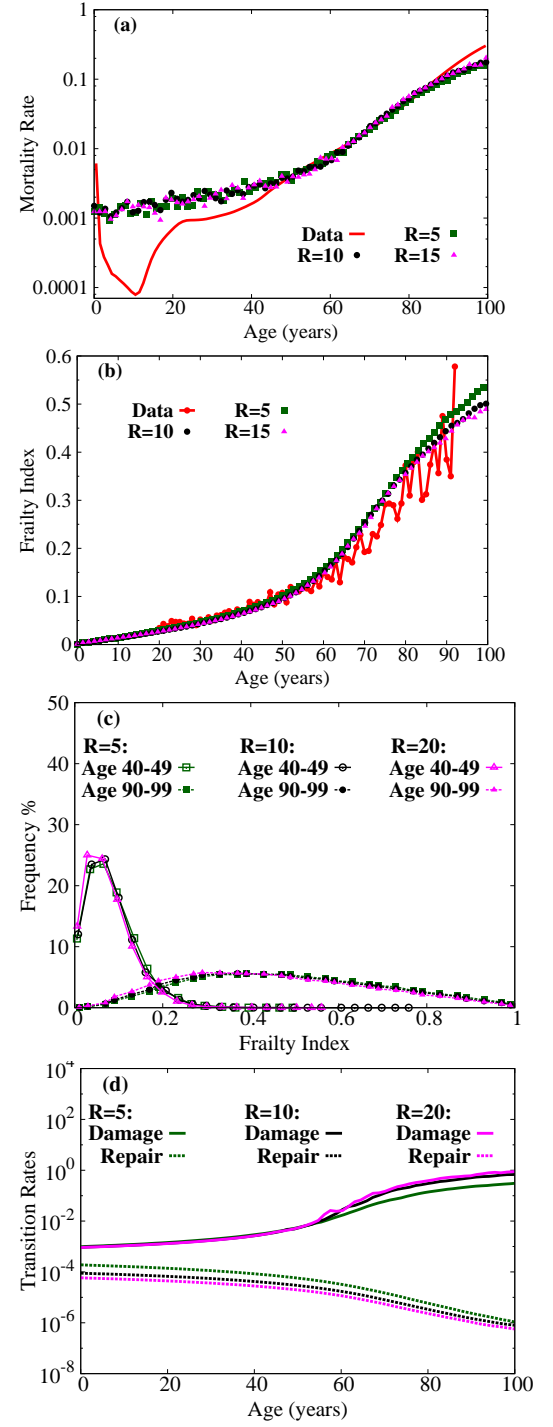 (a)
1
0.1
0.01
0.001
0.0001
Mortality Rate
Data
R=5
R=10
R=15
0 20 40 60 80 100
Age (years)
(b)
0.6
0.5
0.4
0.3
0.2
0.1
0
Frailty Index
Data
R=5
R=10
R=15
0 10 20 30 40 50 60 70 80 90 100
Age (years)
(c)
50
40
30
20
10
0
Frequency %
R=5: R=10: R=20:
Age 40-49 Age 40-49 Age 40-49
Age 90-99 Age 90-99 Age 90-99
0 0.2 0.4 0.6 0.8 1
Frailty Index
(d)
10^4
10^2
10^0
10^-2
10^-4
10^-6
10^-8
Transition Rates
R=5: R=10: R=20:
Damage Damage Damage
Repair Repair Repair
0 20 40 60 80 100
Age (years)